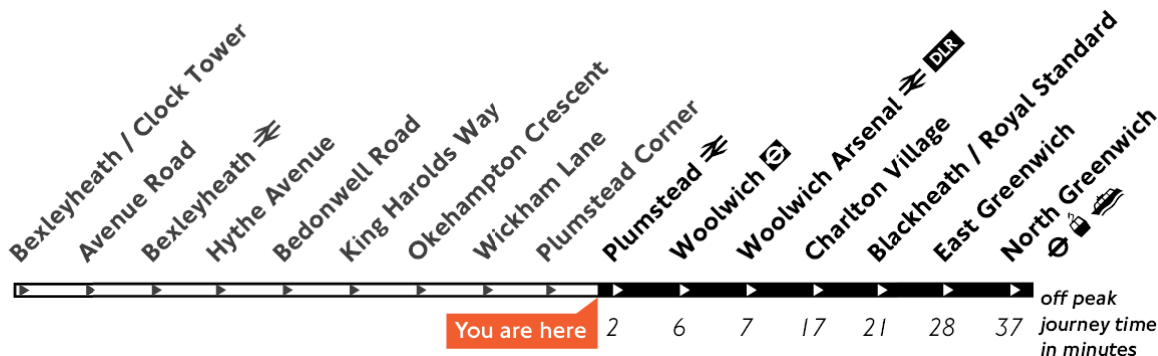 Bexleyheath / Clock Tower
Avenue Road
Bexleyheath
Hythe Avenue
Bedonwell Road
King Harolds Way
Okehampton Crescent
Wickham Lane
Plumstead Corner
Plumstead
Woolwich
Woolwich Arsenal DLR
Charlton Village
Blackheath / Royal Standard
East Greenwich
North Greenwich
You are here
2 6 7 17 21 28 37
off peak
journey time
in minutes